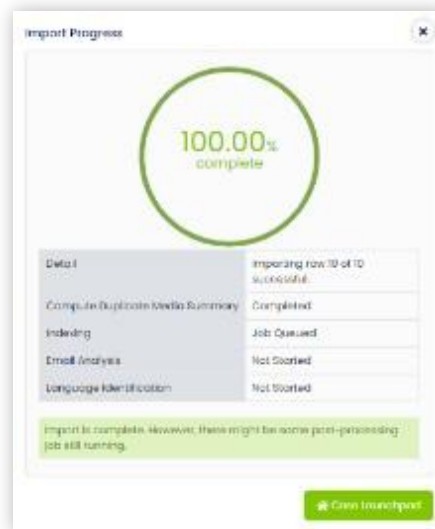 Import Progress
100.00%
complete
Detail Importing row 10 of 10
successful.
Compute Duplicate Media Summary Completed
Indexing Job Queued
Email Analysis Not Started
Language Identification Not Started
Import is complete. However, there might be some post-processing
job still running.
Case Launchpad